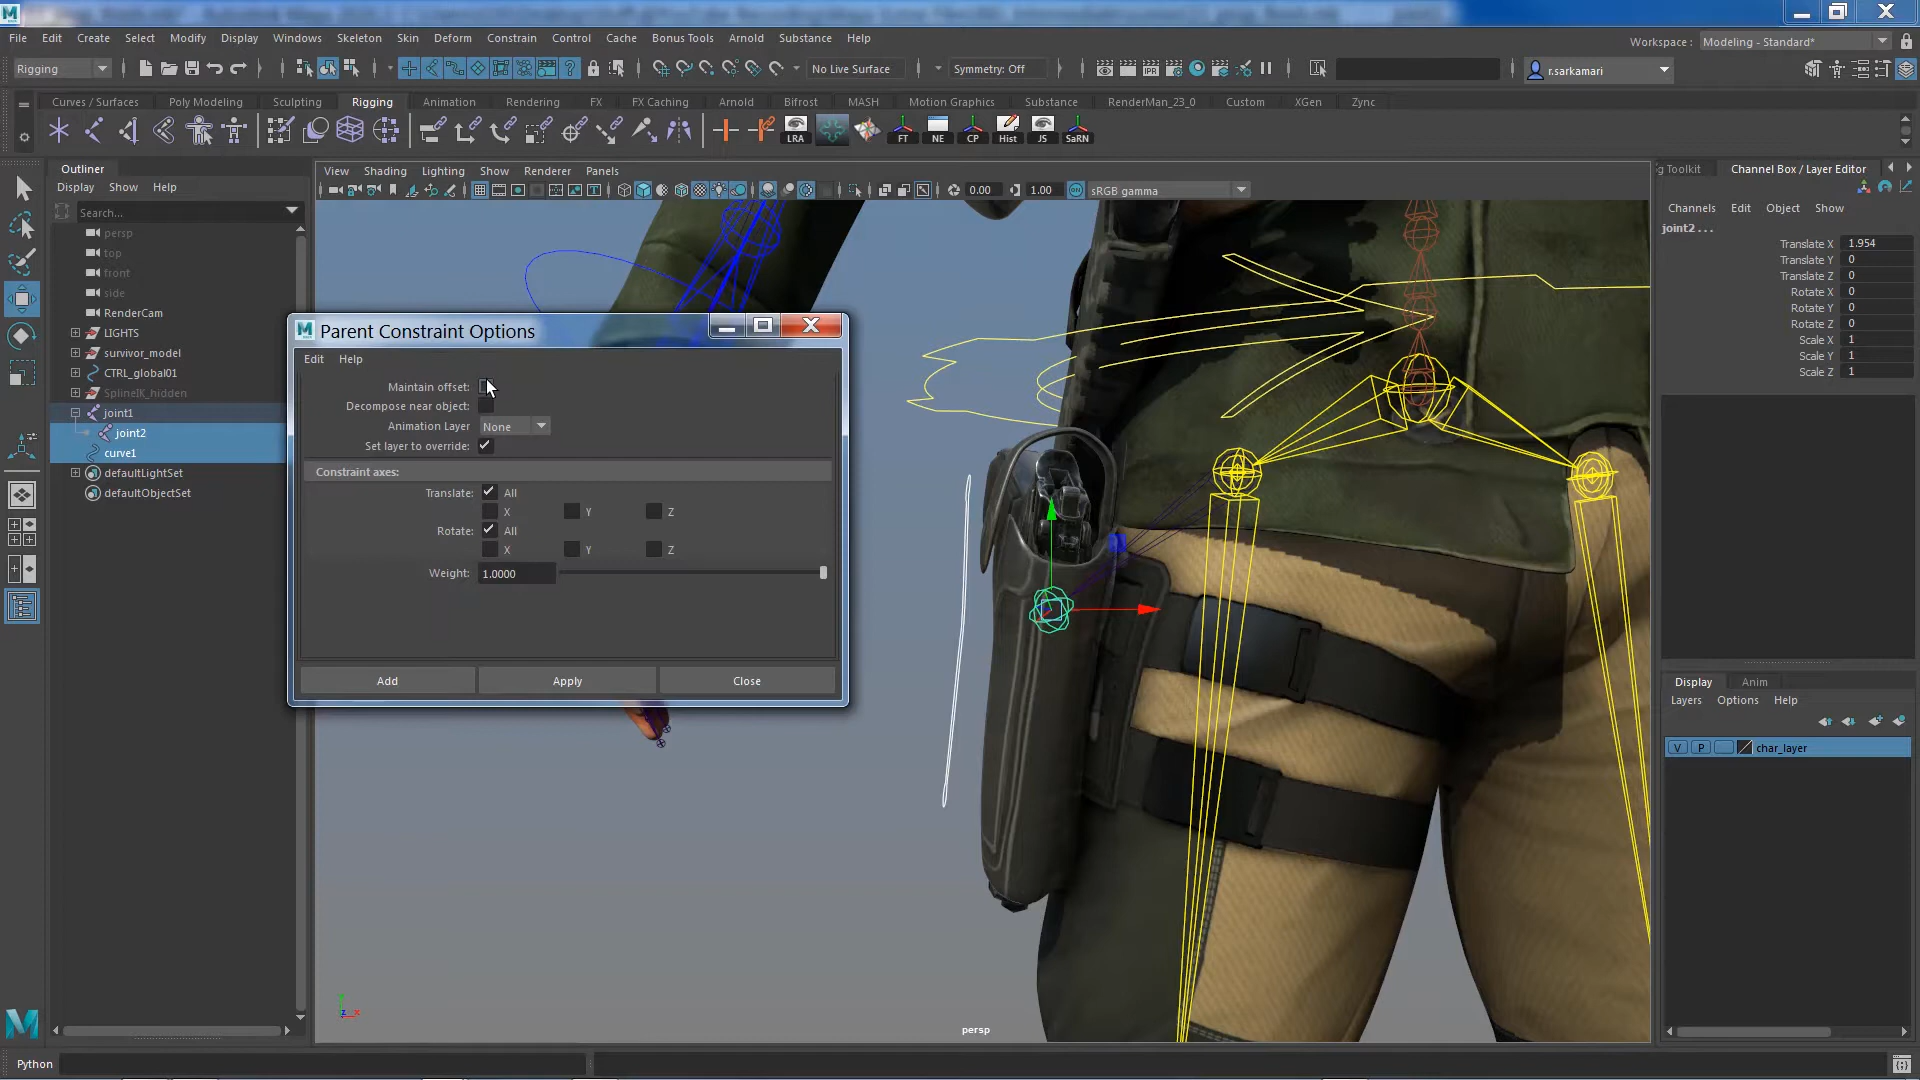 File Edit Create Select Modify Display Windows Skeleton Skin Deform Constrain Control Cache Bonus Tools Arnold Substance Help
Workspace : Modeling - Standard*
Rigging No Live Surface Symmetry: Off r.sarkamari
Curves / Surfaces Poly Modeling Sculpting Rigging Animation Rendering FX FX Caching Arnold Bifrost MASH Motion Graphics Substance RenderMan_23_0 Custom XGen Zync
LRA FT NE CP Hist JS SaRN
Outliner
Display Show Help
Search...
persp
top
front
side
RenderCam
LIGHTS
survivor_model
CTRL_global01
SplineIK_hidden
joint1
joint2
curve1
defaultLightSet
defaultObjectSet
View Shading Lighting Show Renderer Panels
0.00 1.00 sRGB gamma
Parent Constraint Options
Edit Help
Maintain offset:
Decompose near object:
Animation Layer None
Set layer to override:
Constraint axes:
Translate: All
X Y Z
Rotate: All
X Y Z
Weight: 1.0000
Add Apply Close
persp
g Toolkit Channel Box / Layer Editor
Channels Edit Object Show
joint2 . . .
Translate X 1.954
Translate Y 0
Translate Z 0
Rotate X 0
Rotate Y 0
Rotate Z 0
Scale X 1
Scale Y 1
Scale Z 1
Display Anim
Layers Options Help
V P char_layer
Python